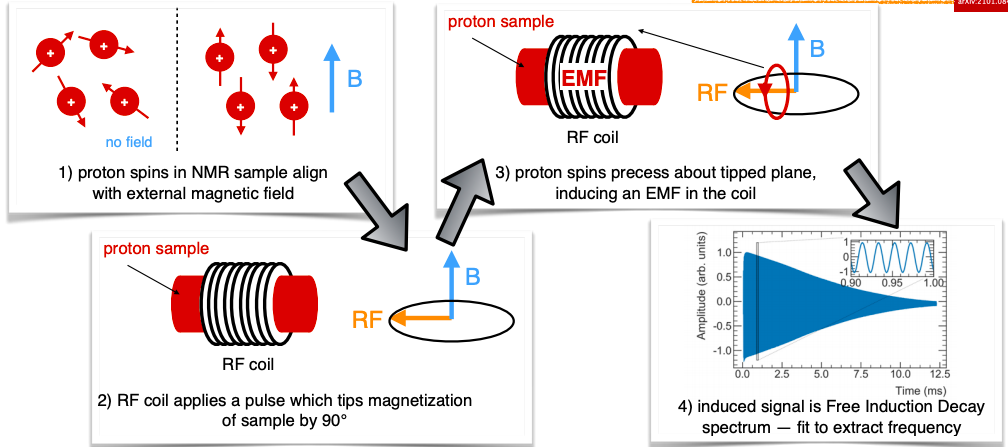 arXiv:2101.08
+
+
+
+
no field
+
+
+
+
B
1) proton spins in NMR sample align
with external magnetic field
proton sample
RF coil
RF
B
2) RF coil applies a pulse which tips magnetization
of sample by 90°
proton sample
EMF
RF coil
RF
B
3) proton spins precess about tipped plane,
inducing an EMF in the coil
Amplitude (arb. units)
1.0
0.5
0.0
-0.5
-1.0
0.0 2.5 5.0 7.5 10.0 12.5
Time (ms)
1
0
-1
0.90 0.95 1.00
4) induced signal is Free Induction Decay
spectrum — fit to extract frequency